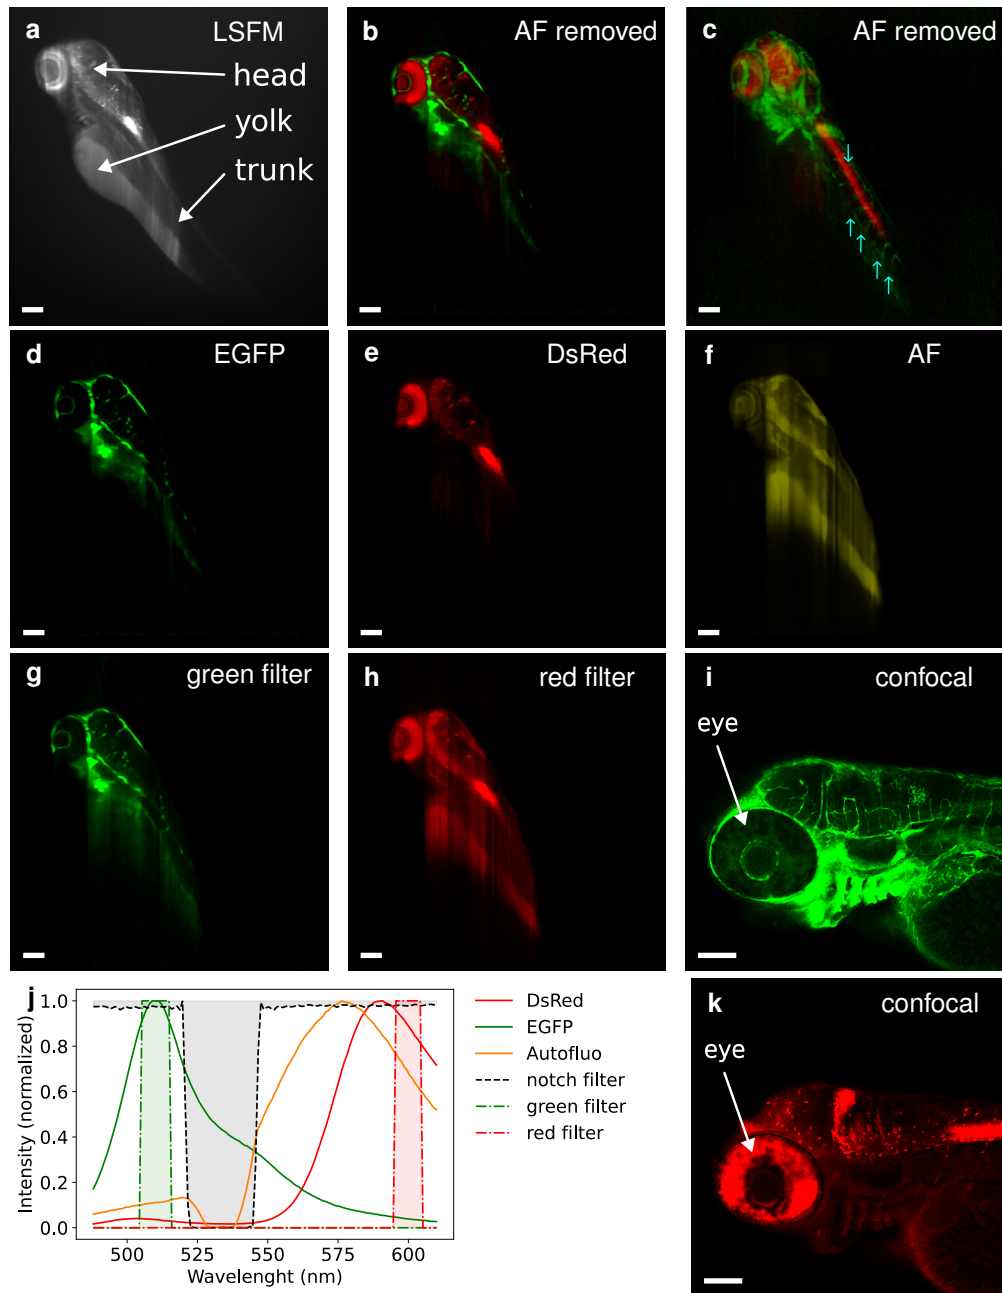 a LSFM
head
yolk
trunk
b AF removed
c AF removed
d EGFP
e DsRed
f AF
g green filter
h red filter
i confocal
eye
j
Intensity (normalized)
1.0
0.8
0.6
0.4
0.2
0.0
500 525 550 575 600
Wavelenght (nm)
DsRed
EGFP
Autofluo
notch filter
green filter
red filter
k confocal
eye